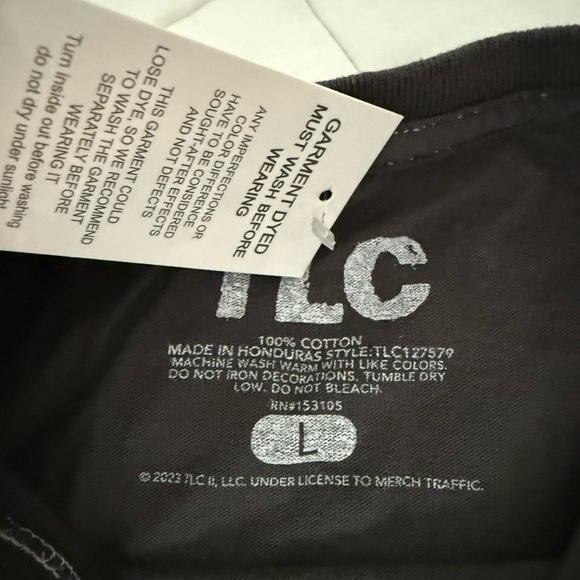 GARMENT DYED
MUST WASH BEFORE
WEARING
ANY IMPERFECTIONS
COLOR DIFFERENCES OR
HAVE TO BE CONSIDERED
SOUGHT-AFTER
AND NOT DEFECTS
THIS GARMENT
LOSE DYE, SO WE RECOMMEND
TO WASH THE GARMENT
SEPARATELY BEFORE
WEARING IT
Turn inside out before washing
do not dry under sunlight
TLC
100% COTTON
MADE IN HONDURAS STYLE:TLC127579
MACHINE WASH WARM WITH LIKE COLORS.
DO NOT IRON DECORATIONS. TUMBLE DRY
LOW. DO NOT BLEACH.
RN#153105
L
© 2023 TLC II, LLC. UNDER LICENSE TO MERCH TRAFFIC.